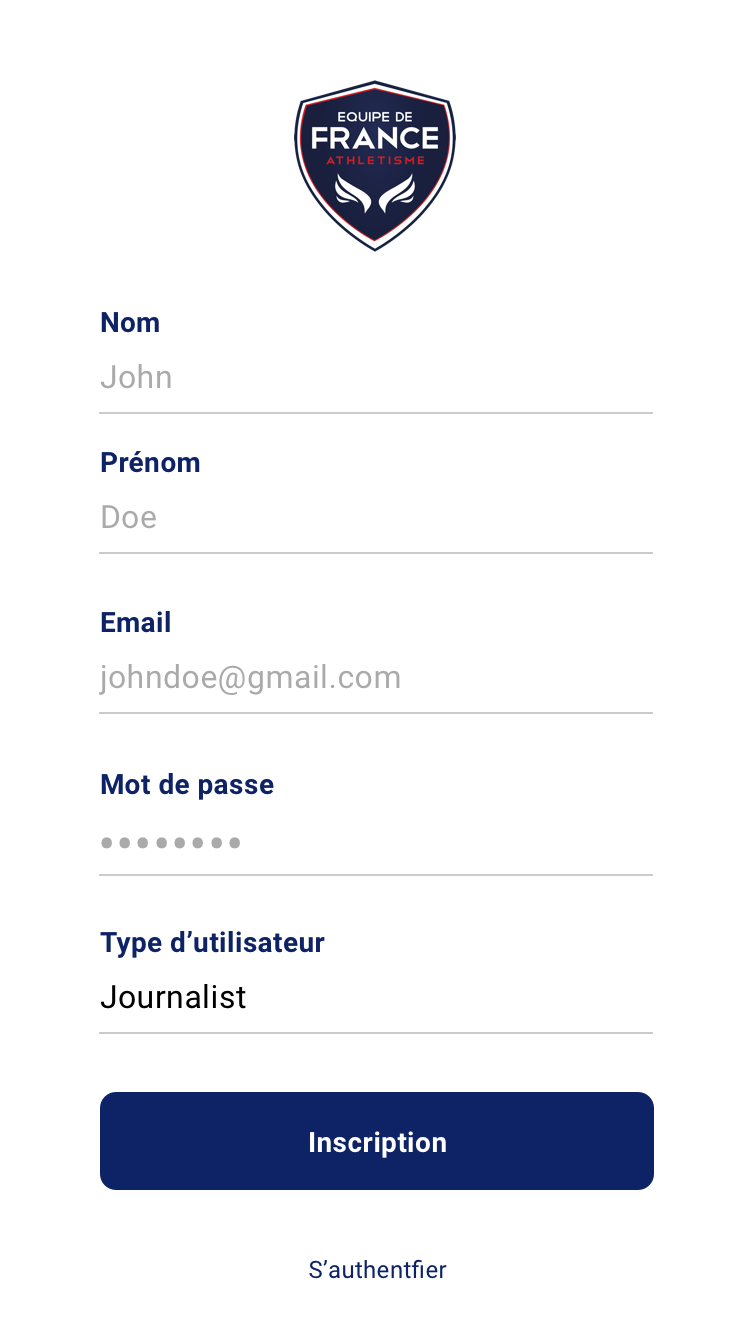 EQUIPE DE
FRANCE
ATHLETISME
Nom
John
Prénom
Doe
Email
johndoe@gmail.com
Mot de passe
••••••••
Type d’utilisateur
Journalist
Inscription
S’authentfier